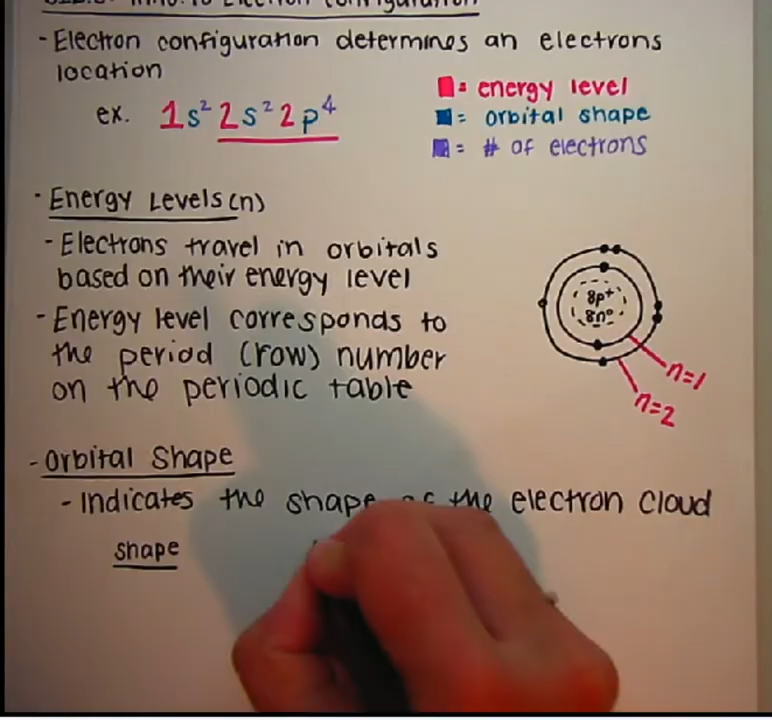 - Electron configuration determines an electrons
location
ex. 1s² 2s² 2p⁴
= energy level
= orbital shape
= # of electrons
· Energy Levels (n)
- Electrons travel in orbitals
based on their energy level
- Energy level corresponds to
the period (row) number
on the periodic table
8p⁺
8n⁰
n=1
n=2
- Orbital Shape
- Indicates the shape of the electron cloud
shape